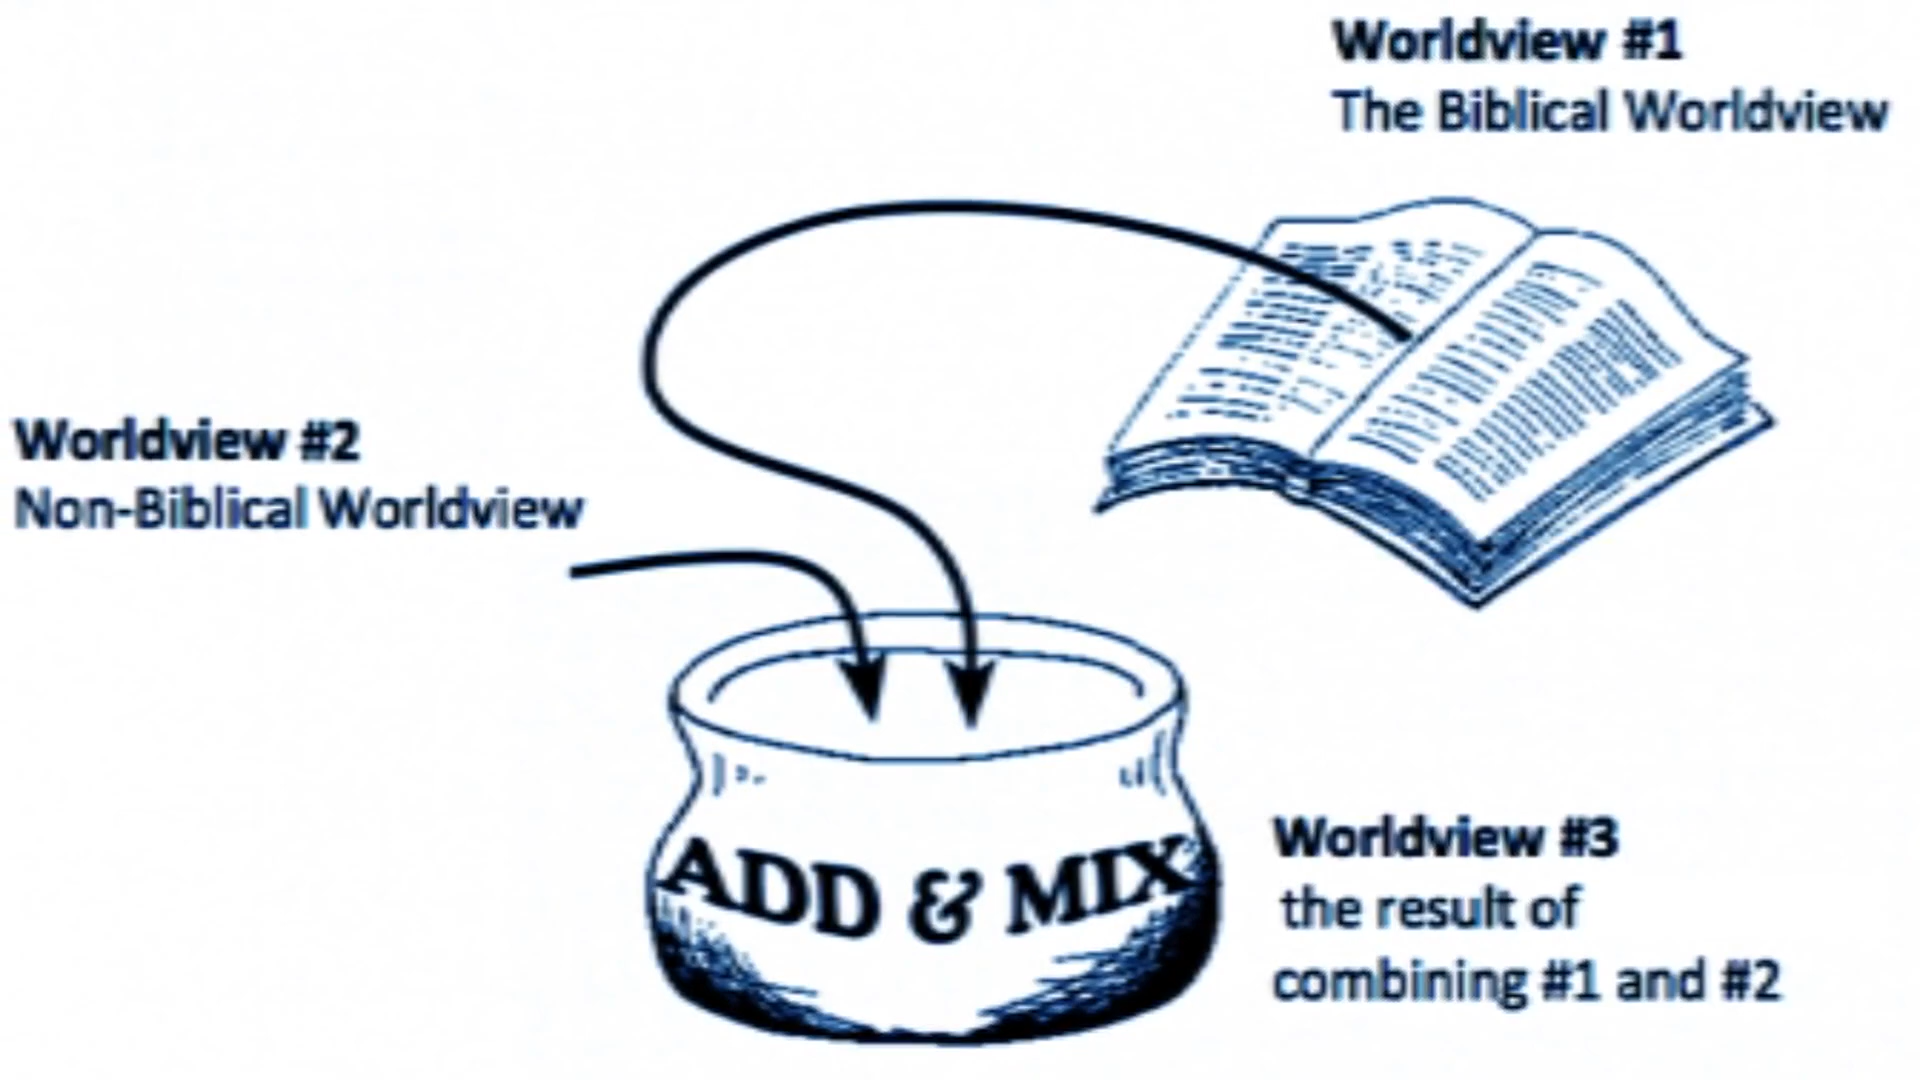 Worldview #1
The Biblical Worldview
Worldview #2
Non-Biblical Worldview
ADD & MIX
Worldview #3
the result of
combining #1 and #2